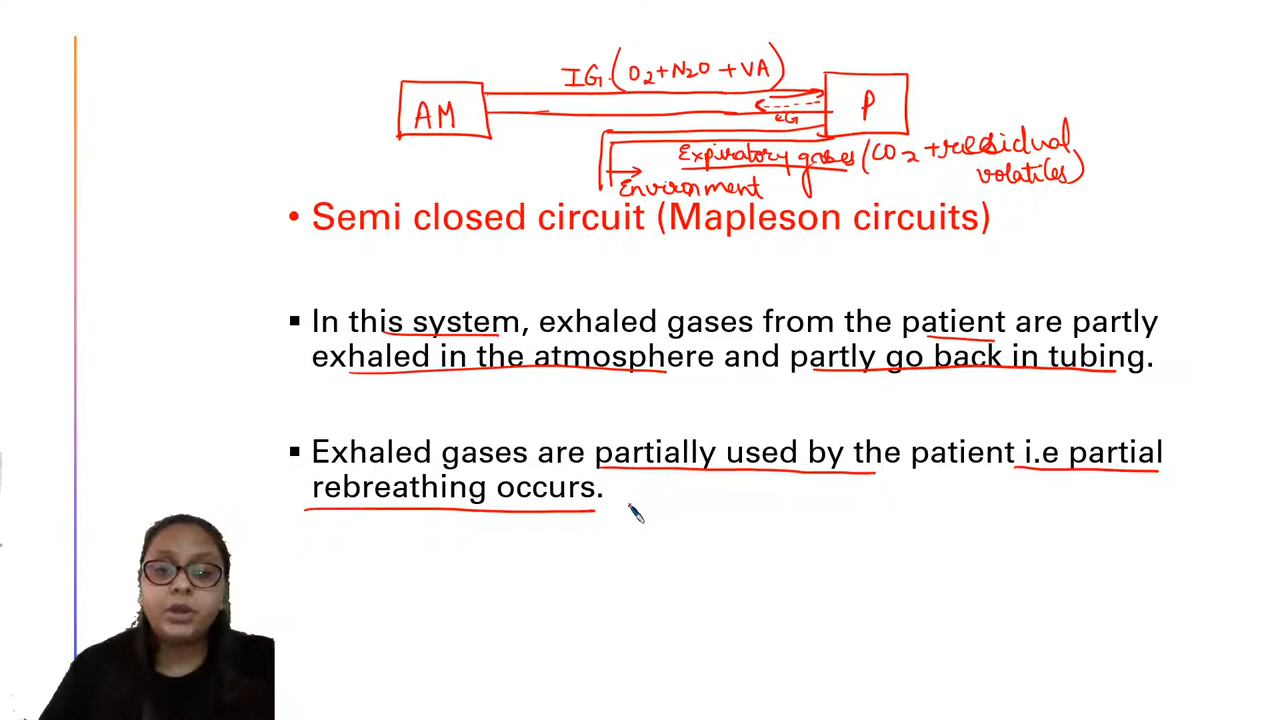 IG. (O2+N2O + VA)
AM
P
EG
Expiratory gases (CO2 + residual volatiles)
Environment
• Semi closed circuit (Mapleson circuits)
▪ In this system, exhaled gases from the patient are partly
exhaled in the atmosphere and partly go back in tubing.
▪ Exhaled gases are partially used by the patient i.e partial
rebreathing occurs.